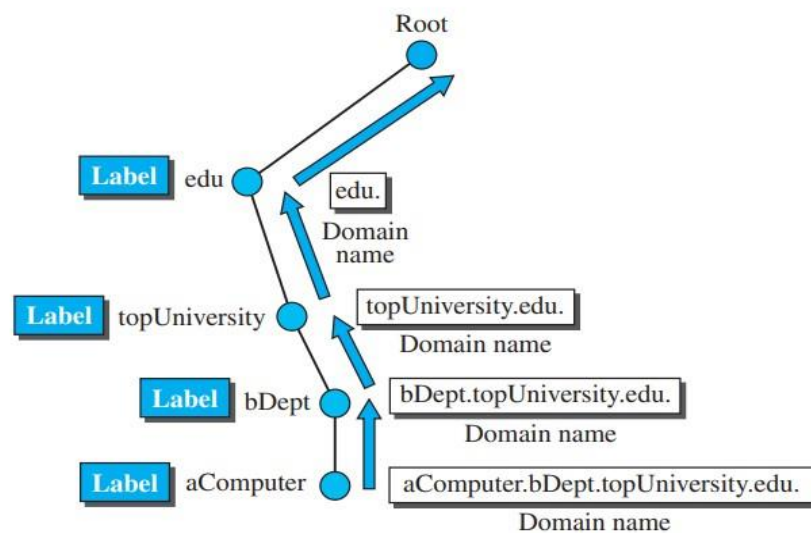 Root
Label edu
edu.
Domain
name
Label topUniversity
topUniversity.edu.
Domain name
Label bDept
bDept.topUniversity.edu.
Domain name
Label aComputer
aComputer.bDept.topUniversity.edu.
Domain name